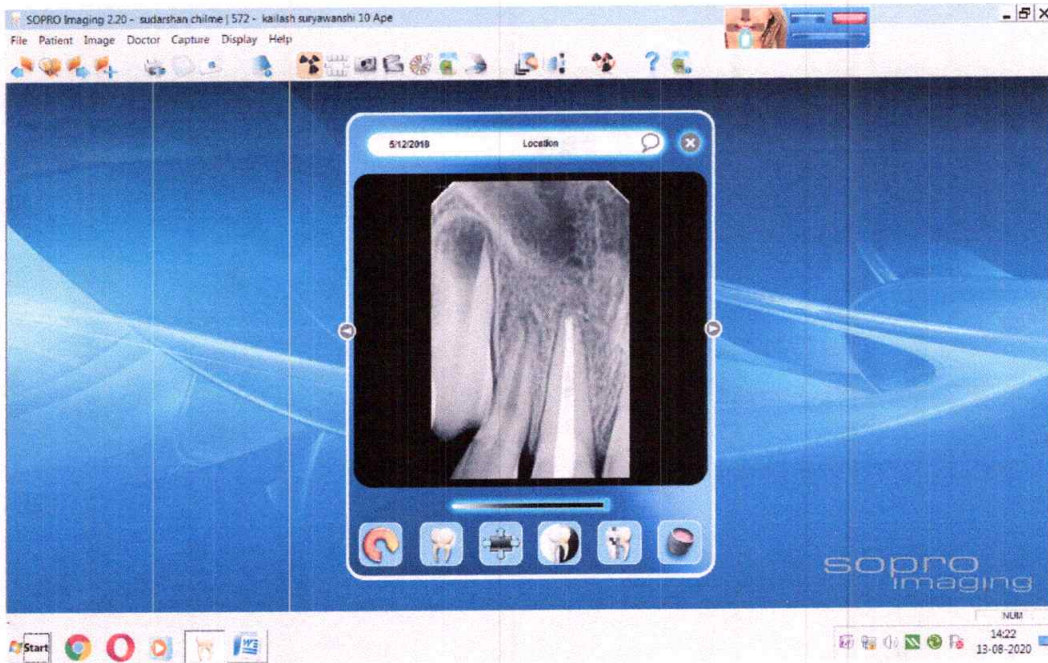 SOPRO Imaging 2.20 - sudarshan chilme | 572 - kailash suryawanshi 10 Ape
File Patient Image Doctor Capture Display Help
5/12/2018 Location
sopro
imaging
NUM
Start
14:22
13-08-2020